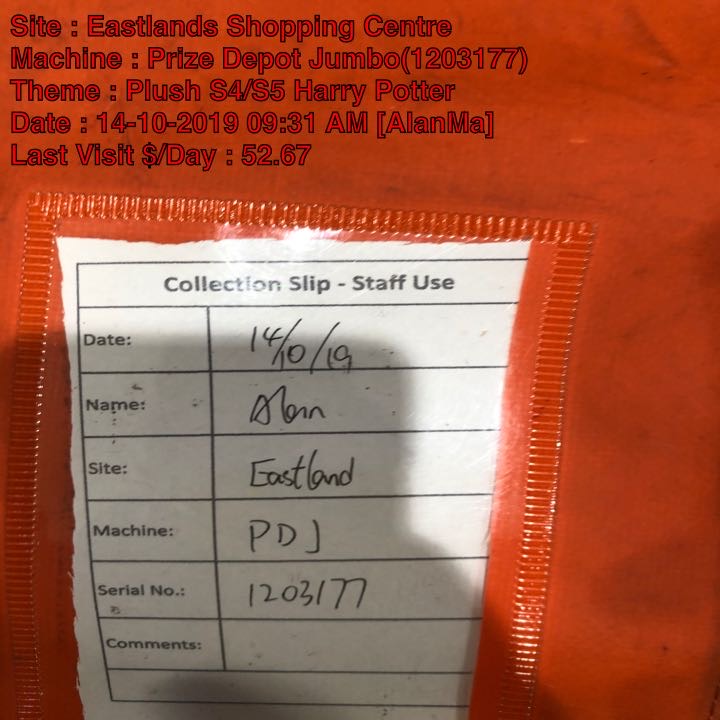 Site : Eastlands Shopping Centre
Machine : Prize Depot Jumbo(1203177)
Theme : Plush S4/S5 Harry Potter
Date : 14-10-2019 09:31 AM [AlanMa]
Last Visit $/Day : 52.67
Collection Slip - Staff Use
Date: 14/10/19
Name: Alan
Site: Eastland
Machine: PDJ
Serial No.: 1203177
Comments: